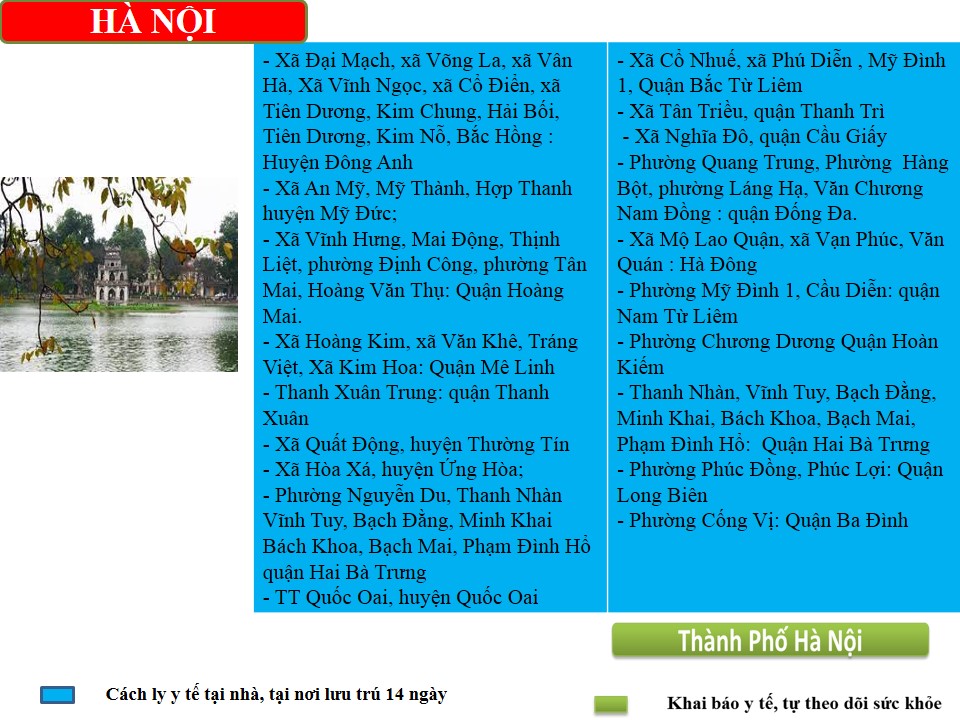 HÀ NỘI
- Xã Đại Mạch, xã Võng La, xã Vân
Hà, Xã Vĩnh Ngọc, xã Cổ Điển, xã
Tiên Dương, Kim Chung, Hải Bối,
Tiên Dương, Kim Nỗ, Bắc Hồng :
Huyện Đông Anh
- Xã An Mỹ, Mỹ Thành, Hợp Thanh
huyện Mỹ Đức;
- Xã Vĩnh Hưng, Mai Động, Thịnh
Liệt, phường Định Công, phường Tân
Mai, Hoàng Văn Thụ: Quận Hoàng
Mai.
- Xã Hoàng Kim, xã Văn Khê, Tráng
Việt, Xã Kim Hoa: Quận Mê Linh
- Thanh Xuân Trung: quận Thanh
Xuân
- Xã Quất Động, huyện Thường Tín
- Xã Hòa Xá, huyện Ứng Hòa;
- Phường Nguyễn Du, Thanh Nhàn
Vĩnh Tuy, Bạch Đằng, Minh Khai
Bách Khoa, Bạch Mai, Phạm Đình Hổ
quận Hai Bà Trưng
- TT Quốc Oai, huyện Quốc Oai
- Xã Cổ Nhuế, xã Phú Diễn , Mỹ Đình
1, Quận Bắc Từ Liêm
- Xã Tân Triều, quận Thanh Trì
- Xã Nghĩa Đô, quận Cầu Giấy
- Phường Quang Trung, Phường Hàng
Bột, phường Láng Hạ, Văn Chương
Nam Đồng : quận Đống Đa.
- Xã Mộ Lao Quận, xã Vạn Phúc, Văn
Quán : Hà Đông
- Phường Mỹ Đình 1, Cầu Diễn: quận
Nam Từ Liêm
- Phường Chương Dương Quận Hoàn
Kiếm
- Thanh Nhàn, Vĩnh Tuy, Bạch Đằng,
Minh Khai, Bách Khoa, Bạch Mai,
Phạm Đình Hổ: Quận Hai Bà Trưng
- Phường Phúc Đồng, Phúc Lợi: Quận
Long Biên
- Phường Cống Vị: Quận Ba Đình
Thành Phố Hà Nội
Cách ly y tế tại nhà, tại nơi lưu trú 14 ngày
Khai báo y tế, tự theo dõi sức khỏe